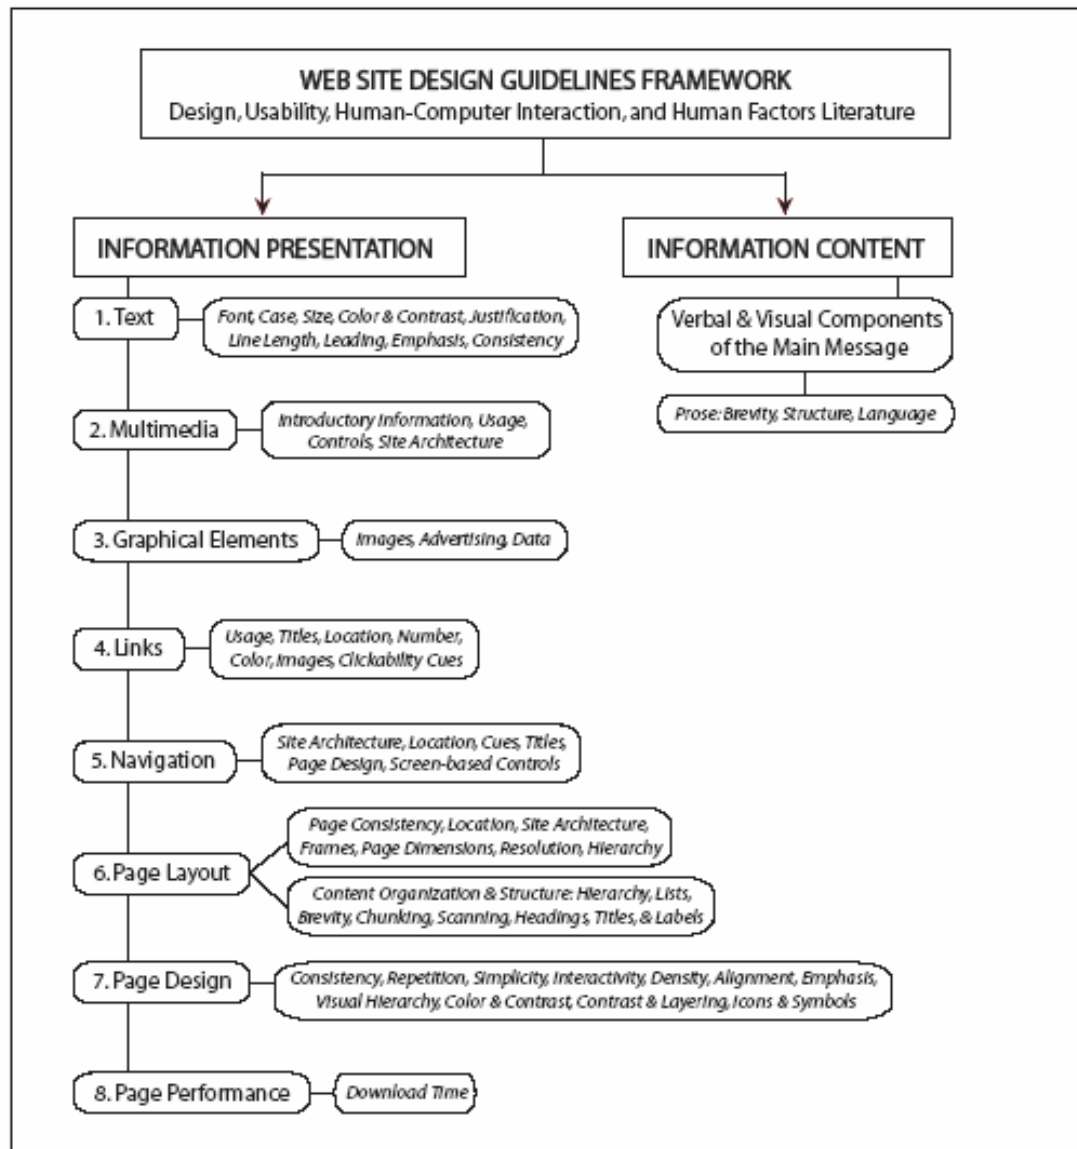 WEB SITE DESIGN GUIDELINES FRAMEWORK
Design, Usability, Human-Computer Interaction, and Human Factors Literature
INFORMATION PRESENTATION
1. Text
Font, Case, Size, Color & Contrast, Justification,
Line Length, Leading, Emphasis, Consistency
2. Multimedia
Introductory Information, Usage,
Controls, Site Architecture
3. Graphical Elements
Images, Advertising, Data
4. Links
Usage, Titles, Location, Number,
Color, Images, Clickability Cues
5. Navigation
Site Architecture, Location, Cues, Titles,
Page Design, Screen-based Controls
6. Page Layout
Page Consistency, Location, Site Architecture,
Frames, Page Dimensions, Resolution, Hierarchy
Content Organization & Structure: Hierarchy, Lists,
Brevity, Chunking, Scanning, Headings, Titles, & Labels
7. Page Design
Consistency, Repetition, Simplicity, Interactivity, Density, Alignment, Emphasis,
Visual Hierarchy, Color & Contrast, Contrast & Layering, Icons & Symbols
8. Page Performance
Download Time
INFORMATION CONTENT
Verbal & Visual Components
of the Main Message
Prose: Brevity, Structure, Language